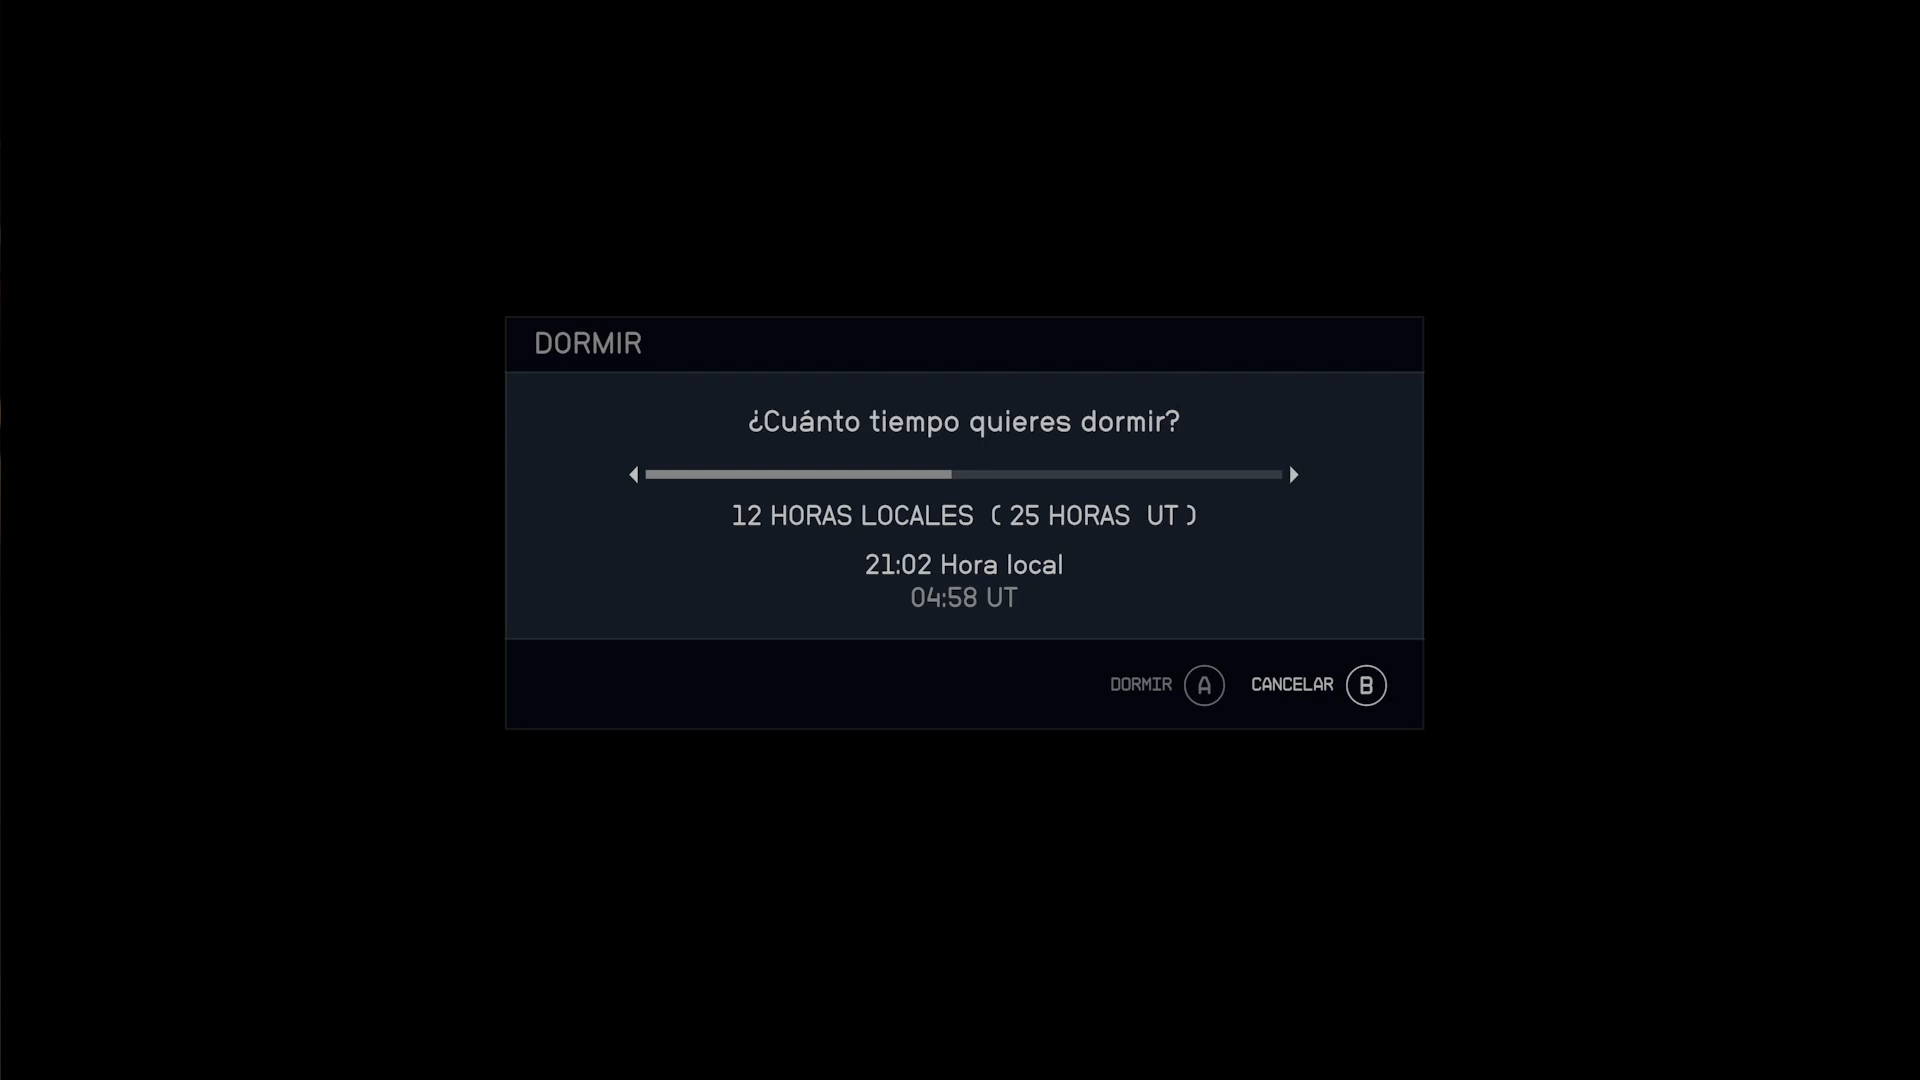 DORMIR
¿Cuánto tiempo quieres dormir?
12 HORAS LOCALES ( 25 HORAS UT )
21:02 Hora local
04:58 UT
DORMIR A CANCELAR B